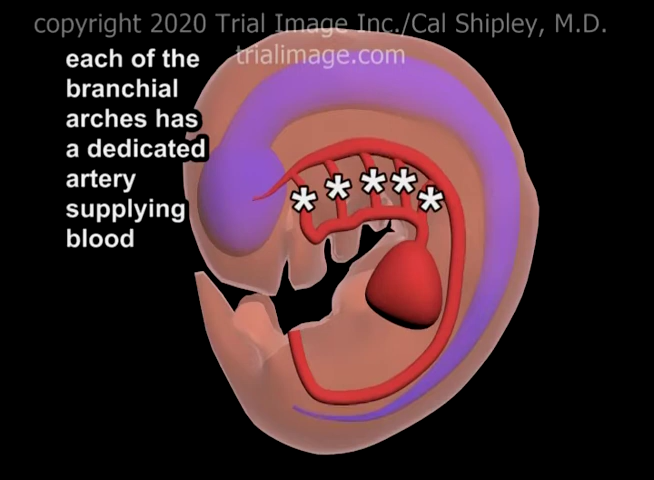 copyright 2020 Trial Image Inc./Cal Shipley, M.D.
trialimage.com
each of the
branchial
arches has
a dedicated
artery
supplying
blood
* * * * *